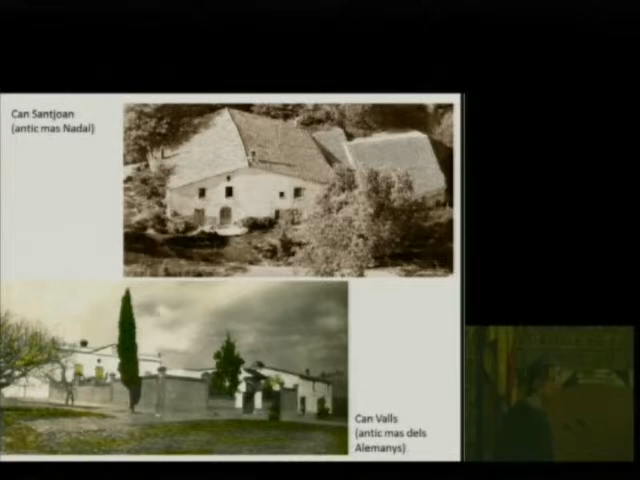 Can Santjoan
(antic mas Nadal)
Can Valls
(antic mas dels
Alemanys)